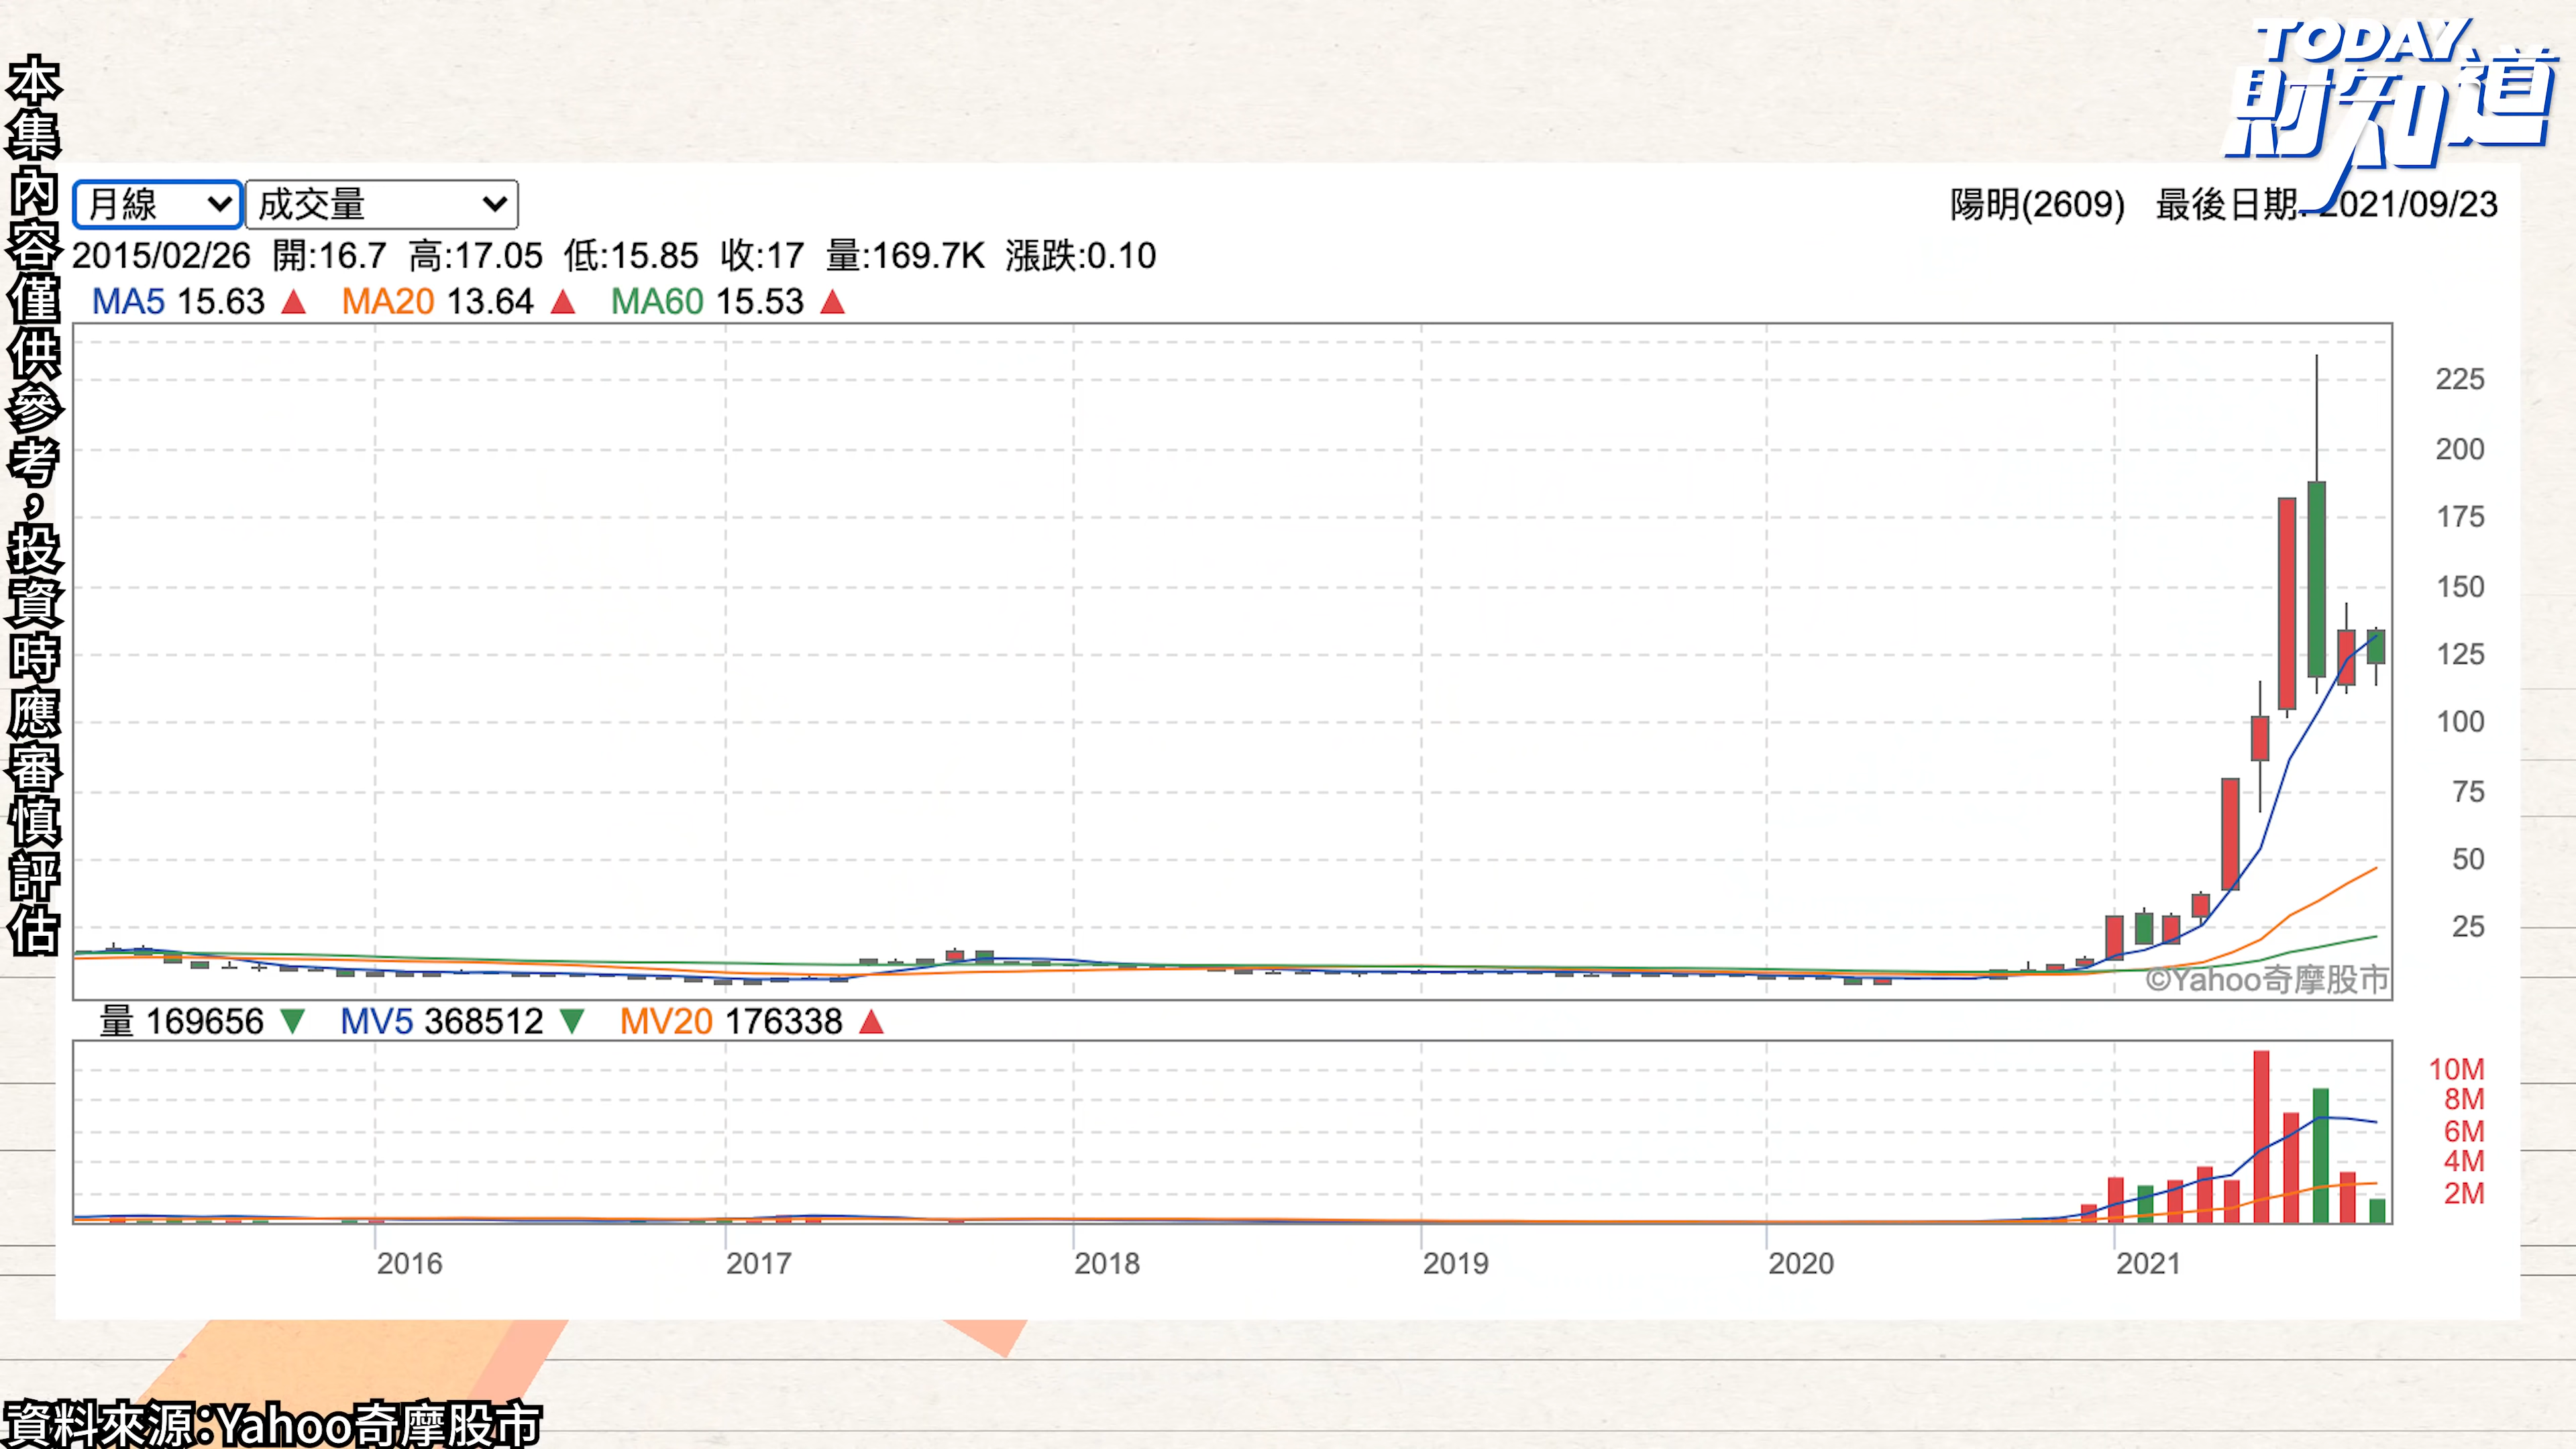 TODAY
財知道
本集內容僅供參考，投資時應審慎評估
月線 成交量
陽明(2609) 最後日期: 2021/09/23
2015/02/26 開:16.7 高:17.05 低:15.85 收:17 量:169.7K 漲跌:0.10
MA5 15.63 ▲ MA20 13.64 ▲ MA60 15.53 ▲
225
200
175
150
125
100
75
50
25
©Yahoo奇摩股市
量 169656 ▼ MV5 368512 ▼ MV20 176338 ▲
10M
8M
6M
4M
2M
2016 2017 2018 2019 2020 2021
資料來源:Yahoo奇摩股市